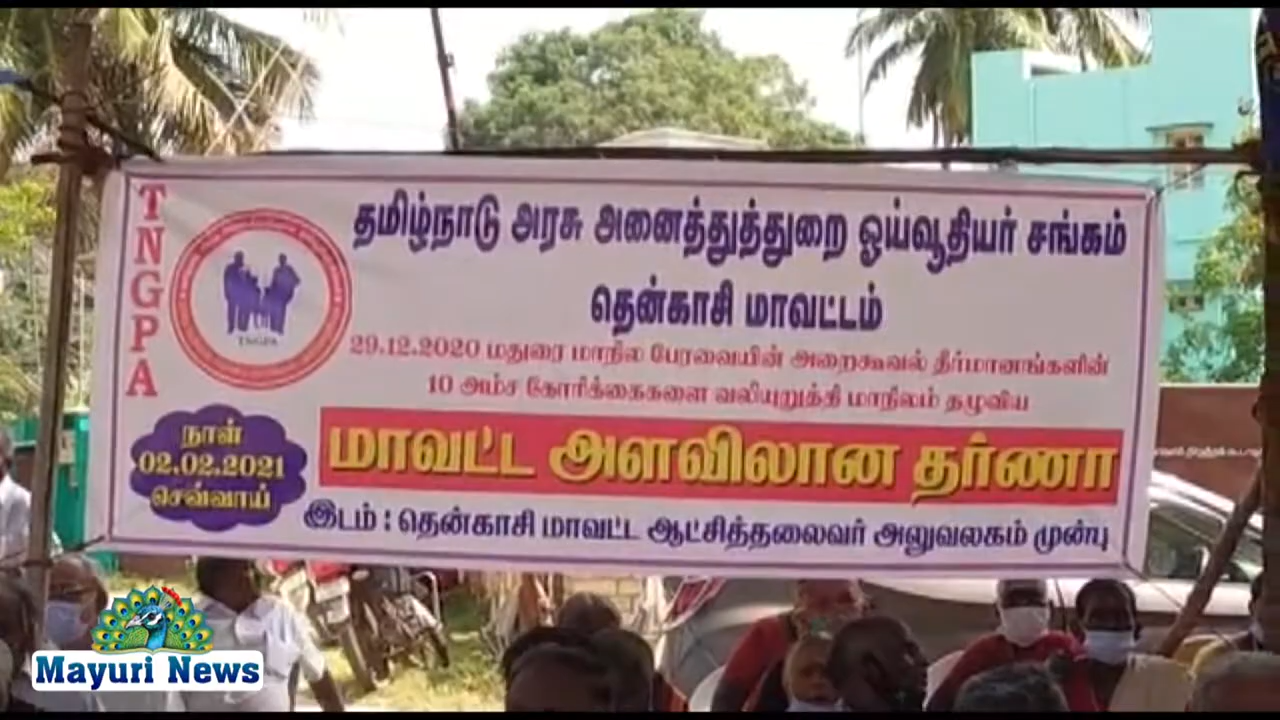 TNGPA
TNGPA
தமிழ்நாடு அரசு அனைத்துத்துறை ஓய்வூதியர் சங்கம்
தென்காசி மாவட்டம்
29.12.2020 மதுரை மாநில பேரவையின் அறைகூவல் தீர்மானங்களின்
10 அம்ச கோரிக்கைகளை வலியுறுத்தி மாநிலம் தழுவிய
மாவட்ட அளவிலான தர்ணா
நாள்
02.02.2021
செவ்வாய்
இடம் : தென்காசி மாவட்ட ஆட்சித்தலைவர் அலுவலகம் முன்பு
Mayuri News